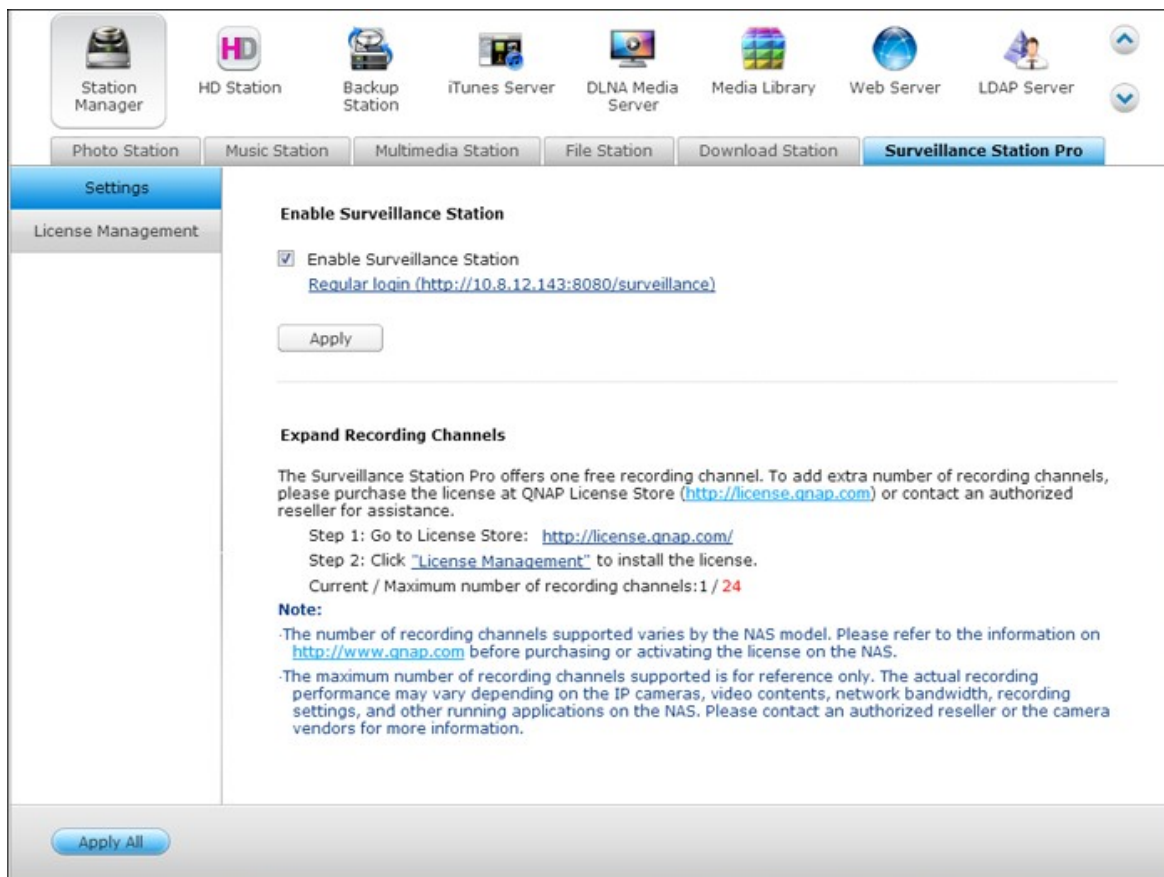 Station
Manager
HD
HD Station
Backup
Station
iTunes Server
DLNA Media
Server
Media Library
Web Server
LDAP Server
Photo Station
Music Station
Multimedia Station
File Station
Download Station
Surveillance Station Pro
Settings
License Management
Enable Surveillance Station
Enable Surveillance Station
Regular login (http://10.8.12.143:8080/surveillance)
Apply
Expand Recording Channels
The Surveillance Station Pro offers one free recording channel. To add extra number of recording channels,
please purchase the license at QNAP License Store (http://license.qnap.com) or contact an authorized
reseller for assistance.
Step 1: Go to License Store: http://license.qnap.com/
Step 2: Click "License Management" to install the license.
Current / Maximum number of recording channels:1 / 24
Note:
·The number of recording channels supported varies by the NAS model. Please refer to the information on
http://www.qnap.com before purchasing or activating the license on the NAS.
·The maximum number of recording channels supported is for reference only. The actual recording
performance may vary depending on the IP cameras, video contents, network bandwidth, recording
settings, and other running applications on the NAS. Please contact an authorized reseller or the camera
vendors for more information.
Apply All